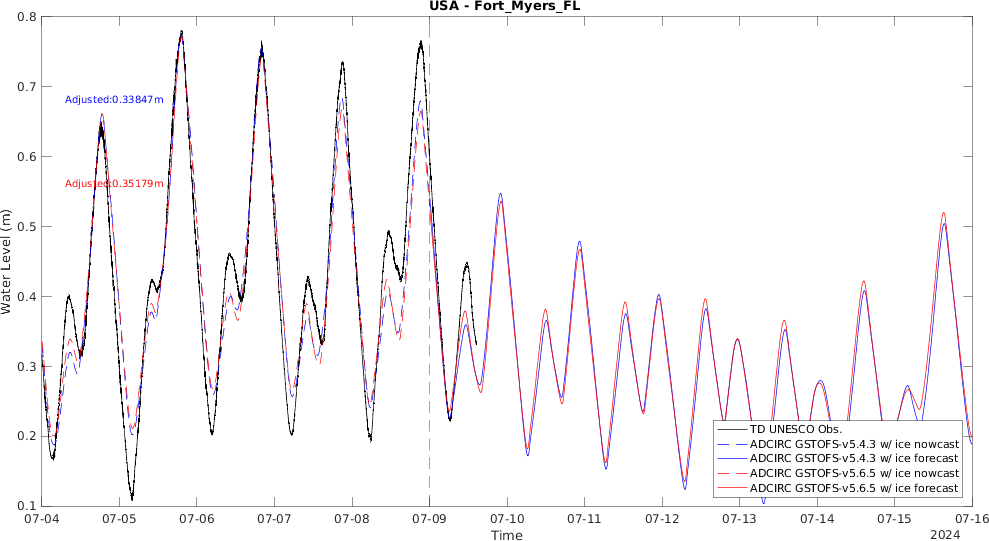 USA - Fort_Myers_FL
0.8
0.7
0.6
0.5
0.4
0.3
0.2
0.1
Water Level (m)
Adjusted:0.33847m
Adjusted:0.35179m
TD UNESCO Obs.
ADCIRC GSTOFS-v5.4.3 w/ ice nowcast
ADCIRC GSTOFS-v5.4.3 w/ ice forecast
ADCIRC GSTOFS-v5.6.5 w/ ice nowcast
ADCIRC GSTOFS-v5.6.5 w/ ice forecast
07-04 07-05 07-06 07-07 07-08 07-09 07-10 07-11 07-12 07-13 07-14 07-15 07-16
Time
2024